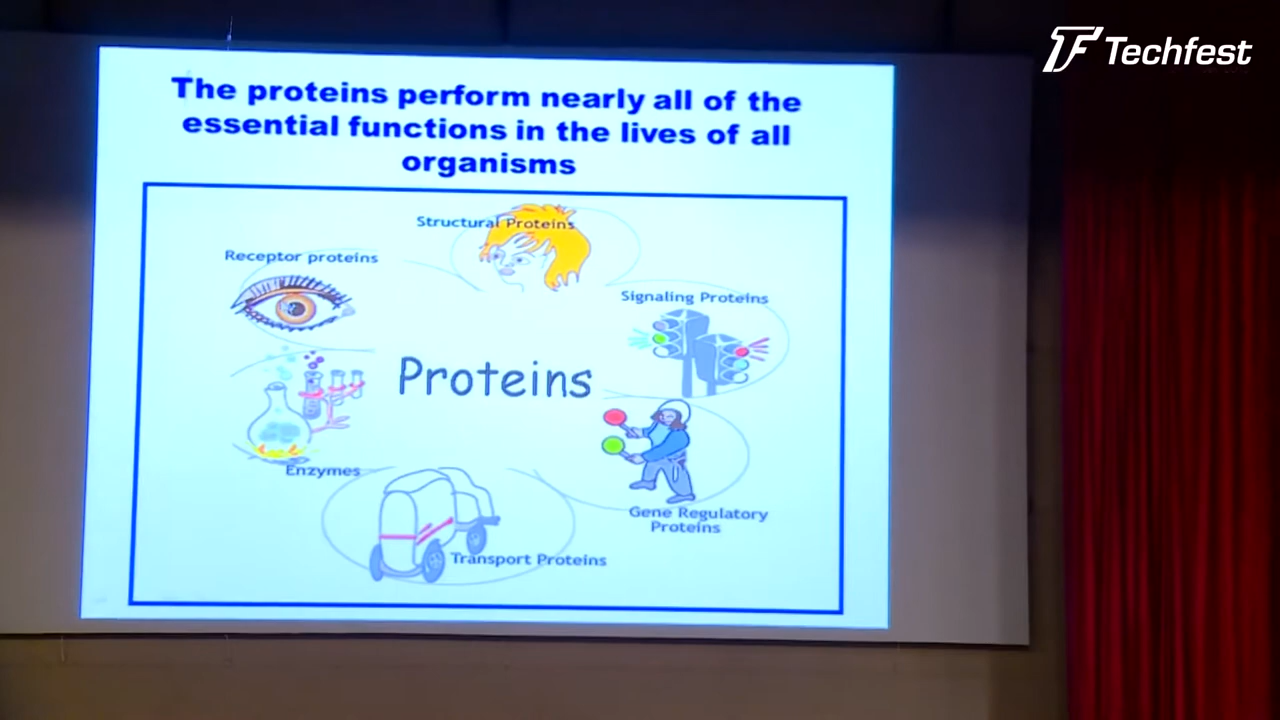 TF Techfest
The proteins perform nearly all of the
essential functions in the lives of all
organisms
Structural Proteins
Receptor proteins
Signaling Proteins
Proteins
Enzymes
Gene Regulatory
Proteins
Transport Proteins